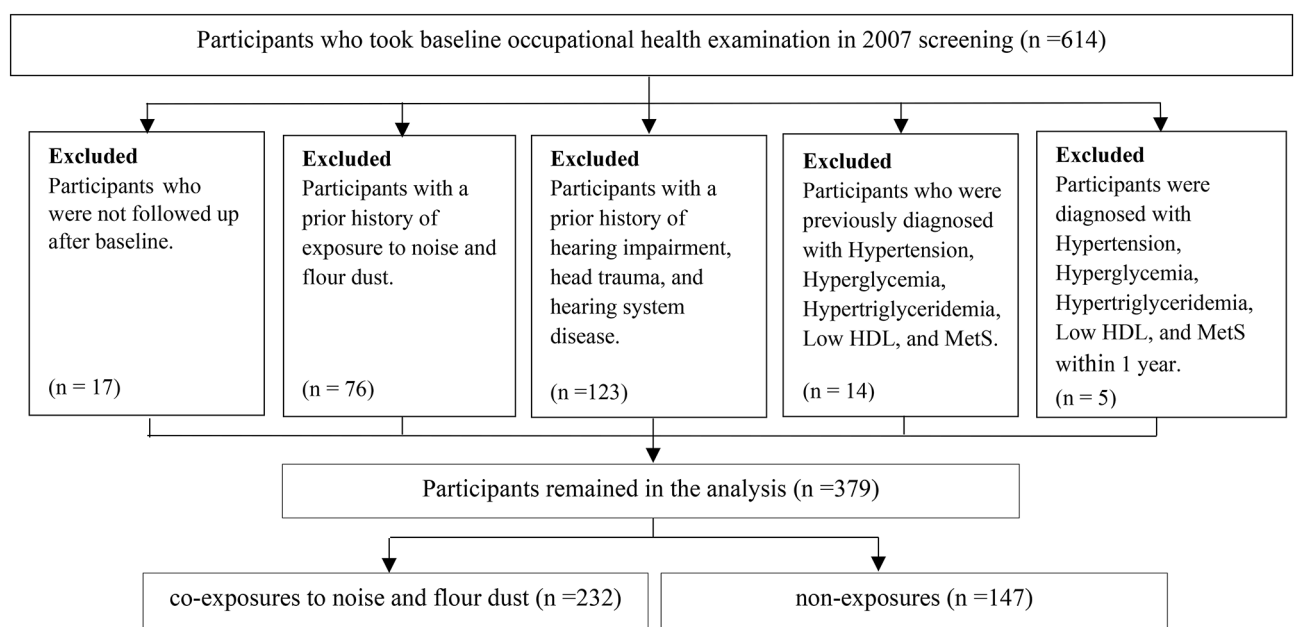 Participants who took baseline occupational health examination in 2007 screening (n =614)
Excluded
Participants who
were not followed up
after baseline.
(n = 17)
Excluded
Participants with a
prior history of
exposure to noise and
flour dust.
(n = 76)
Excluded
Participants with a
prior history of
hearing impairment,
head trauma, and
hearing system
disease.
(n =123)
Excluded
Participants who were
previously diagnosed
with Hypertension,
Hyperglycemia,
Hypertriglyceridemia,
Low HDL, and MetS.
(n = 14)
Excluded
Participants were
diagnosed with
Hypertension,
Hyperglycemia,
Hypertriglyceridemia,
Low HDL, and MetS
within 1 year.
(n = 5)
Participants remained in the analysis (n =379)
co-exposures to noise and flour dust (n =232)
non-exposures (n =147)